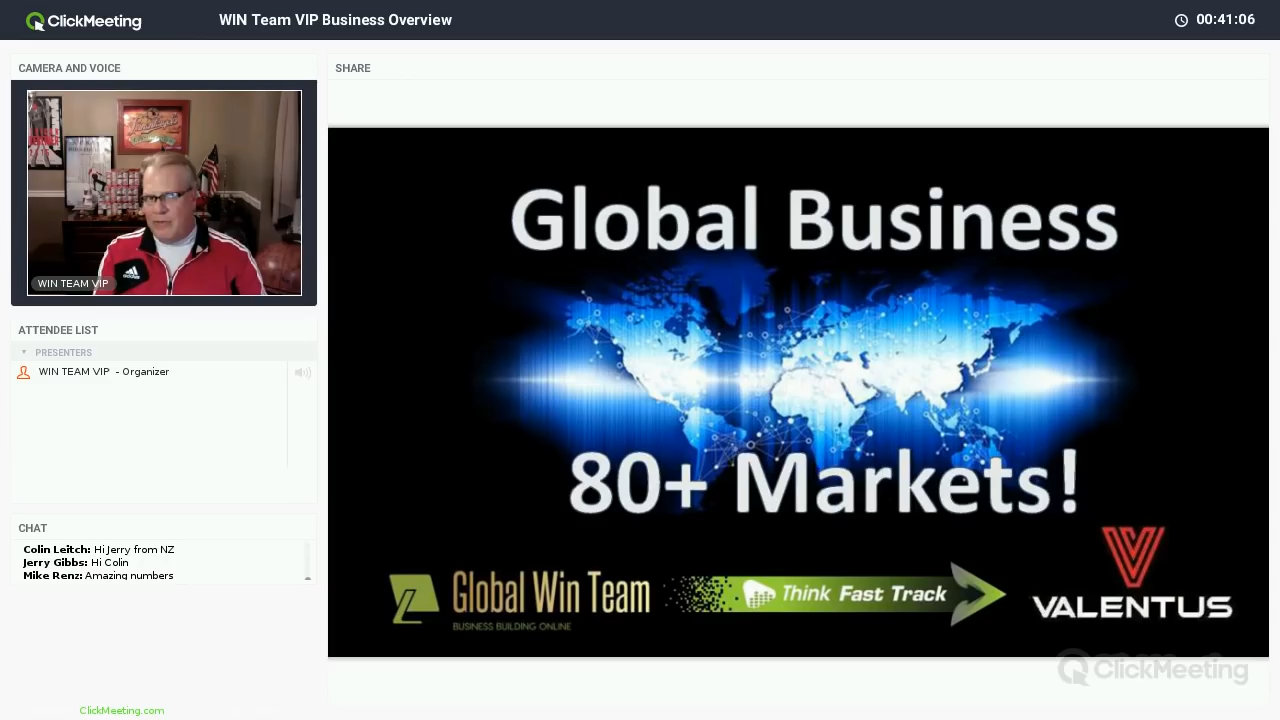 ClickMeeting
WIN Team VIP Business Overview
00:41:06
CAMERA AND VOICE
WIN TEAM VIP
ATTENDEE LIST
PRESENTERS
WIN TEAM VIP - Organizer
CHAT
Colin Leitch: Hi Jerry from NZ
Jerry Gibbs: Hi Colin
Mike Renz: Amazing numbers
ClickMeeting.com
SHARE
Global Business
80+ Markets!
Global Win Team
BUSINESS BUILDING ONLINE
Think Fast Track
VALENTUS
ClickMeeting